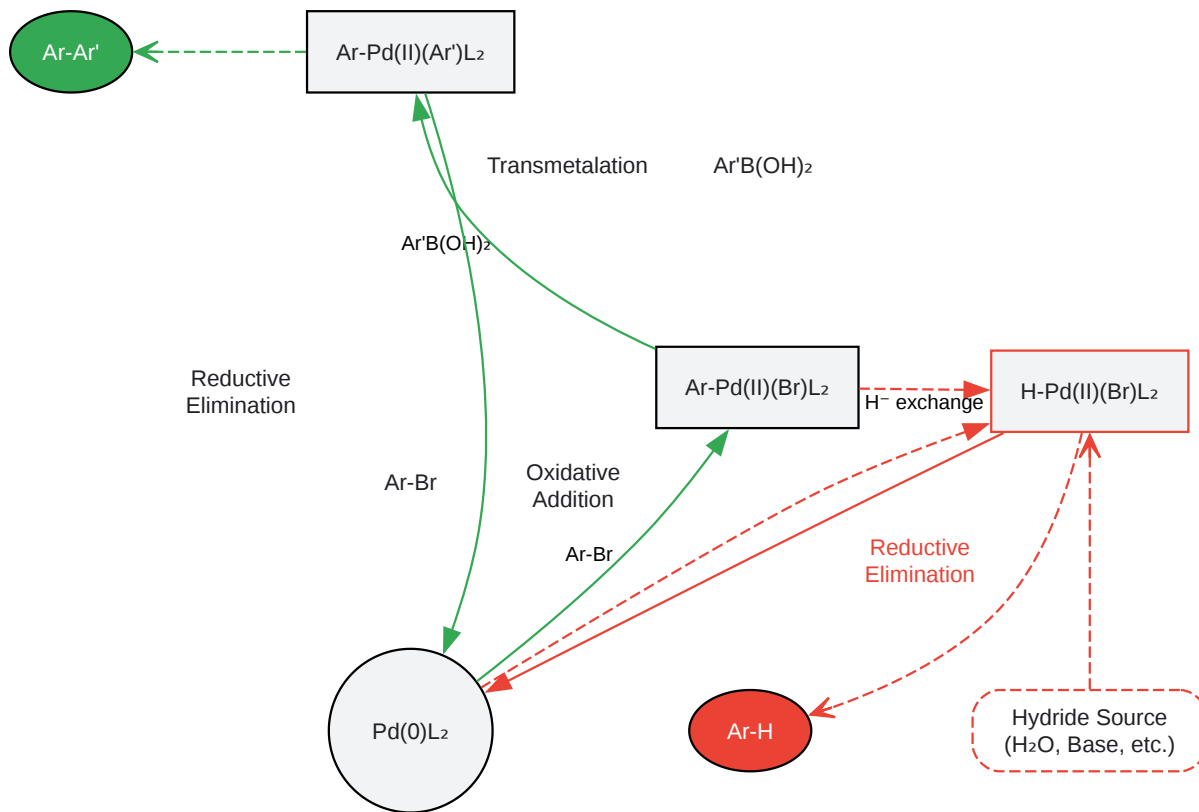 Ar-Ar'
Ar-Pd(II)(Ar')L₂
Transmetalation
Ar'B(OH)₂
Ar'B(OH)₂
Reductive
Elimination
Ar-Pd(II)(Br)L₂
H⁻ exchange
H-Pd(II)(Br)L₂
Ar-Br
Oxidative
Addition
Ar-Br
Reductive
Elimination
Pd(0)L₂
Ar-H
Hydride Source
(H₂O, Base, etc.)